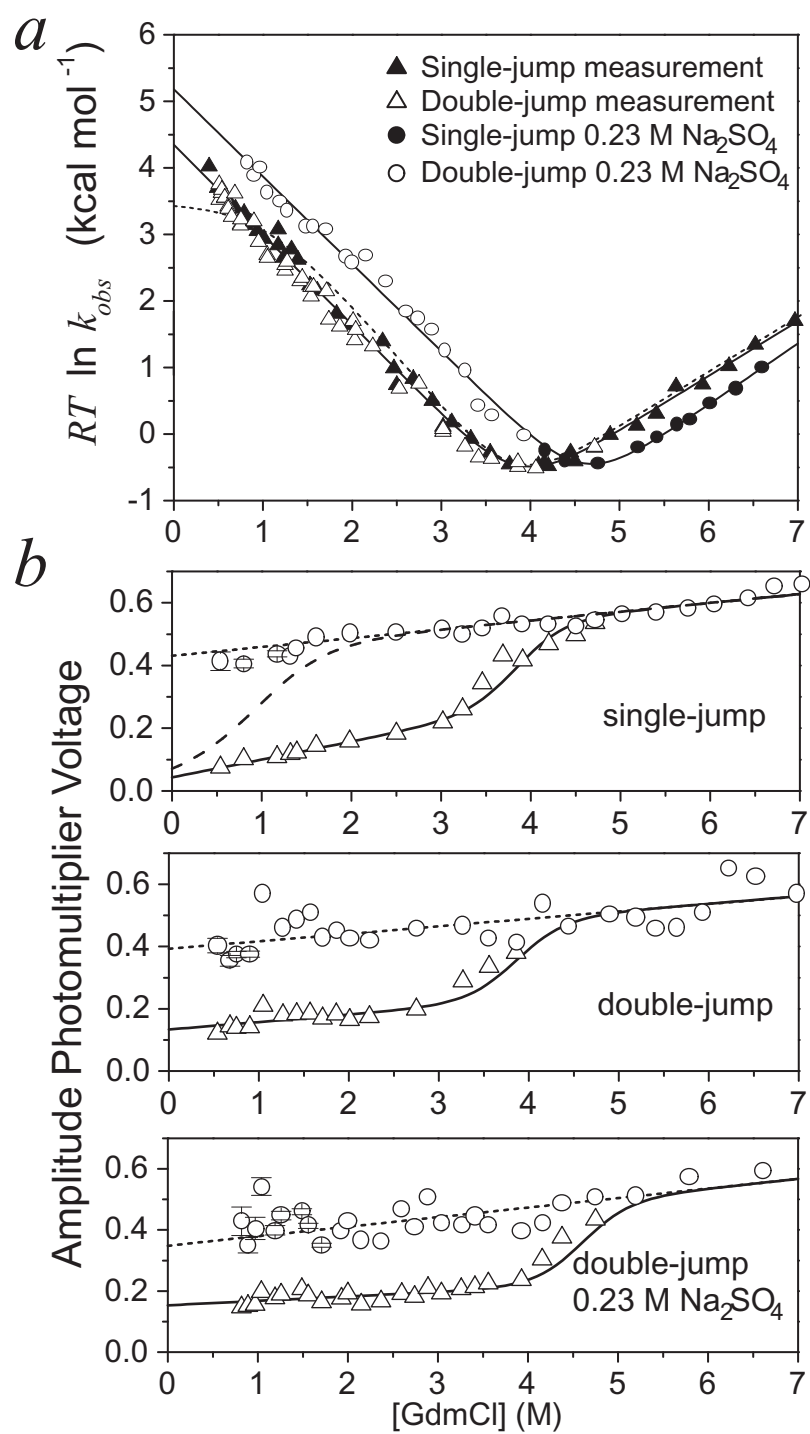 a
6
5
4
3
2
1
0
-1
RT ln k_obs (kcal mol⁻¹)
▲ Single-jump measurement
△ Double-jump measurement
● Single-jump 0.23 M Na₂SO₄
○ Double-jump 0.23 M Na₂SO₄
0 1 2 3 4 5 6 7
b
Amplitude Photomultiplier Voltage
0.6
0.4
0.2
0.0
single-jump
0 1 2 3 4 5 6 7
0.6
0.4
0.2
0.0
double-jump
0 1 2 3 4 5 6 7
0.6
0.4
0.2
0.0
double-jump
0.23 M Na₂SO₄
0 1 2 3 4 5 6 7
[GdmCl] (M)